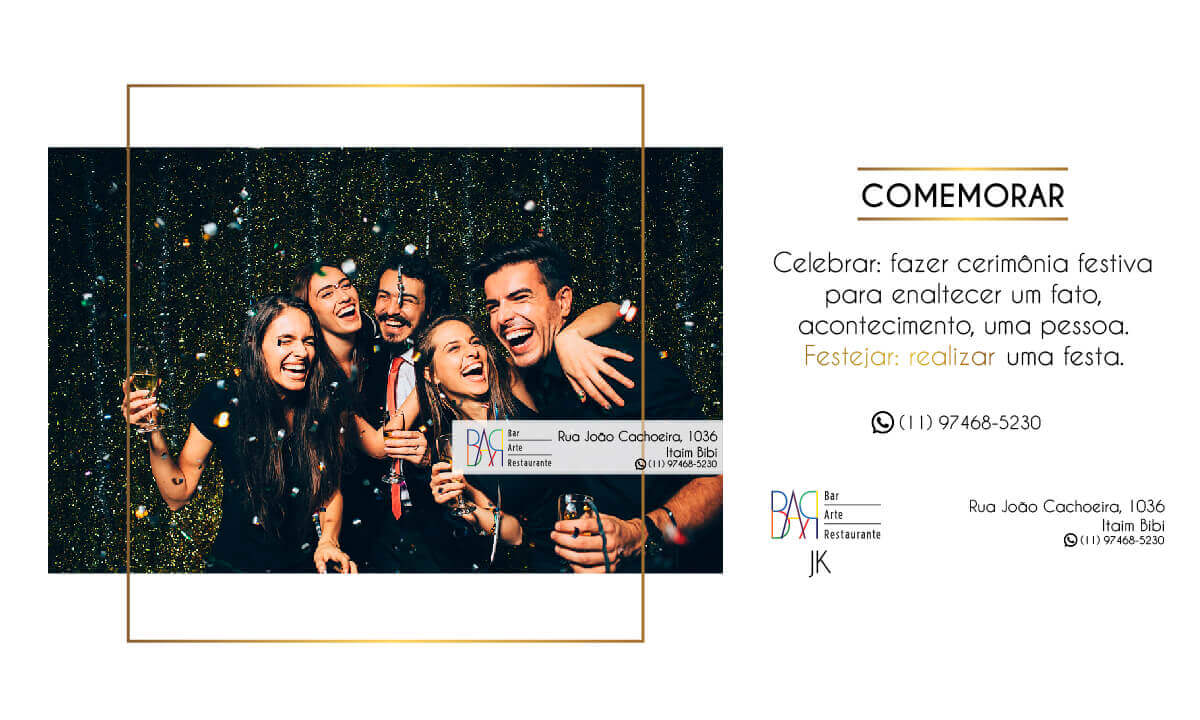 COMEMORAR
Celebrar: fazer cerimônia festiva
para enaltecer um fato,
acontecimento, uma pessoa.
Festejar: realizar uma festa.
(11) 97468-5230
Bar
Arte
Restaurante
Rua João Cachoeira, 1036
Itaim Bibi
(11) 97468-5230
Bar
Arte
Restaurante
JK
Rua João Cachoeira, 1036
Itaim Bibi
(11) 97468-5230